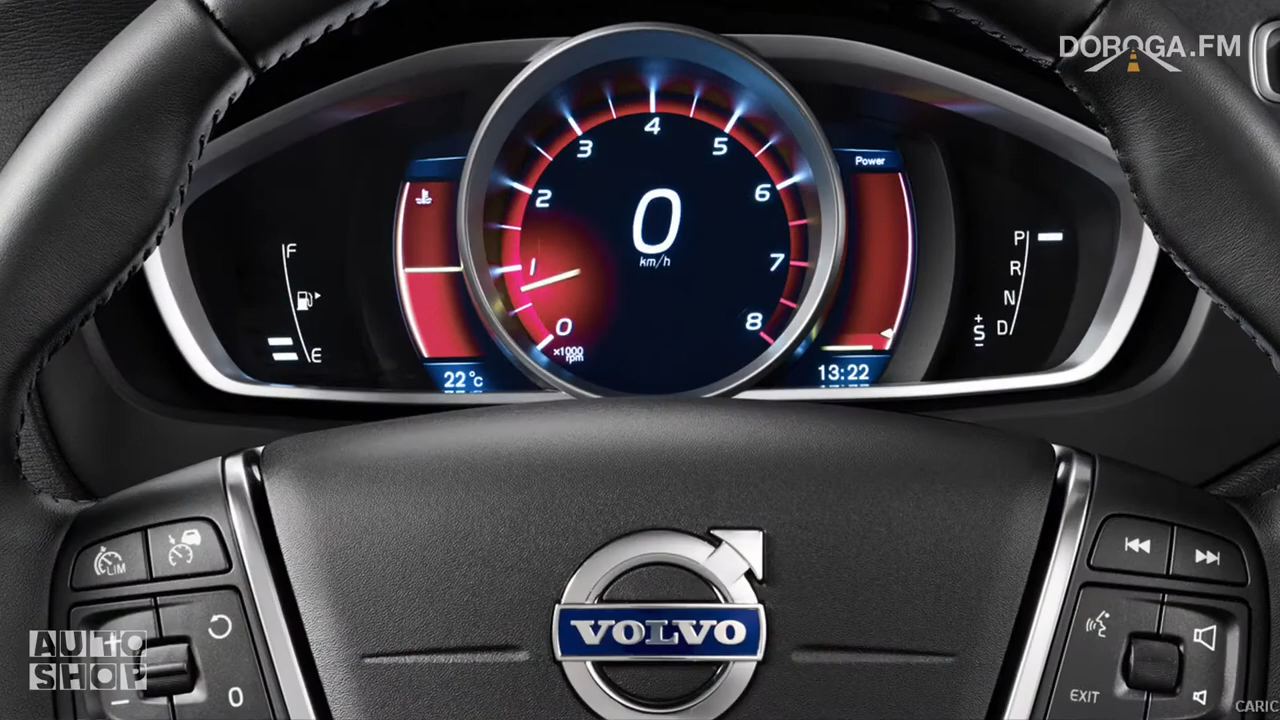 DOROGA.FM
4
3
5
2
6
1
7
0
8
0
km/h
×1000
rpm
Power
F
E
P
R
N
D
+
S
-
22°C
13:22
LIM
+
-
0
VOLVO
EXIT
AUTO
SHOP
CARIC